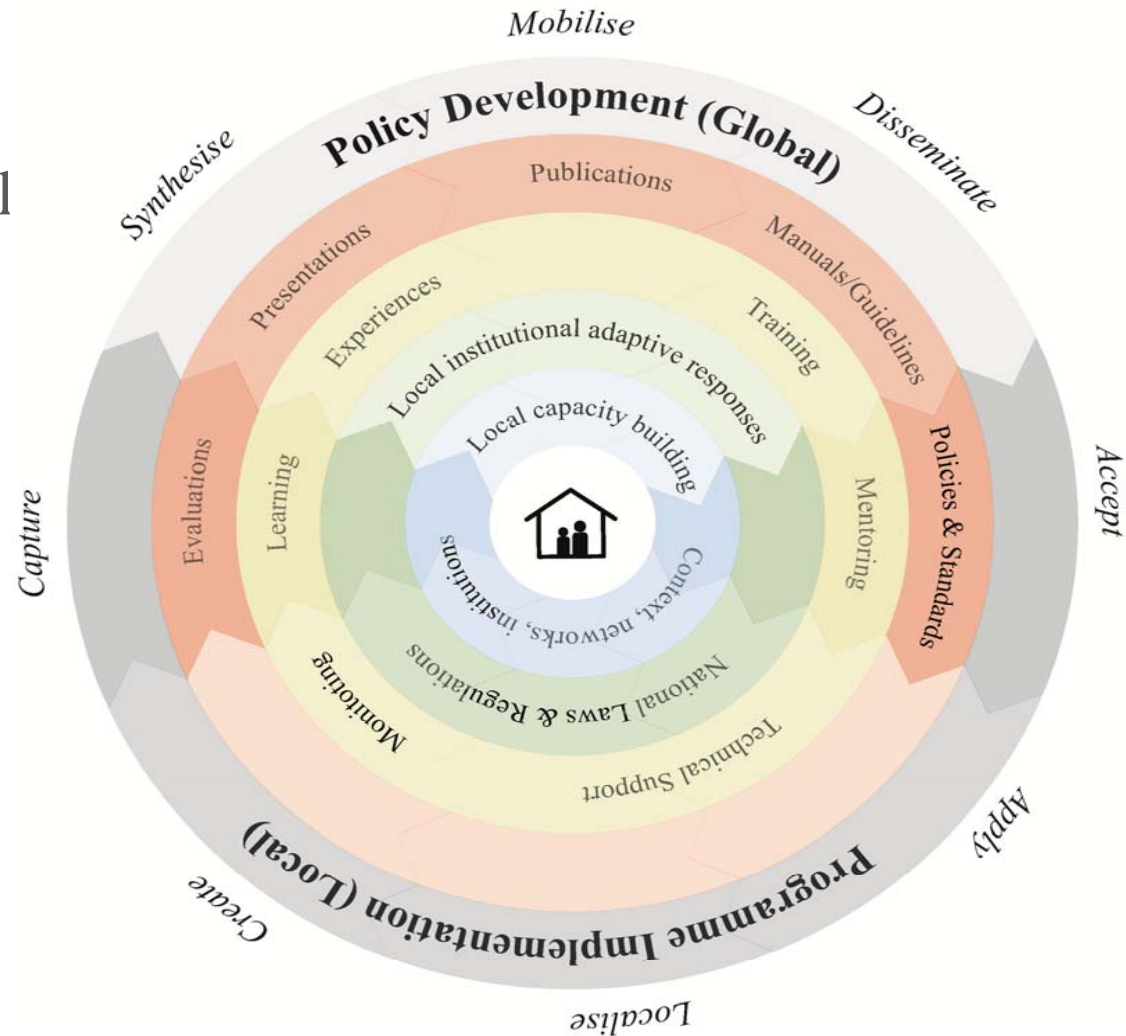 Mobilise
Disseminate
Accept
Apply
Localise
Create
Capture
Synthesise
Policy Development (Global)
Programme Implementation (Local)
Presentations
Publications
Manuals/Guidelines
Policies & Standards
Evaluations
Experiences
Training
Mentoring
Technical Support
Monitoting
Learning
Local institutional adaptive responses
National Laws & Regulations
Local capacity building
Context, networks, institutions